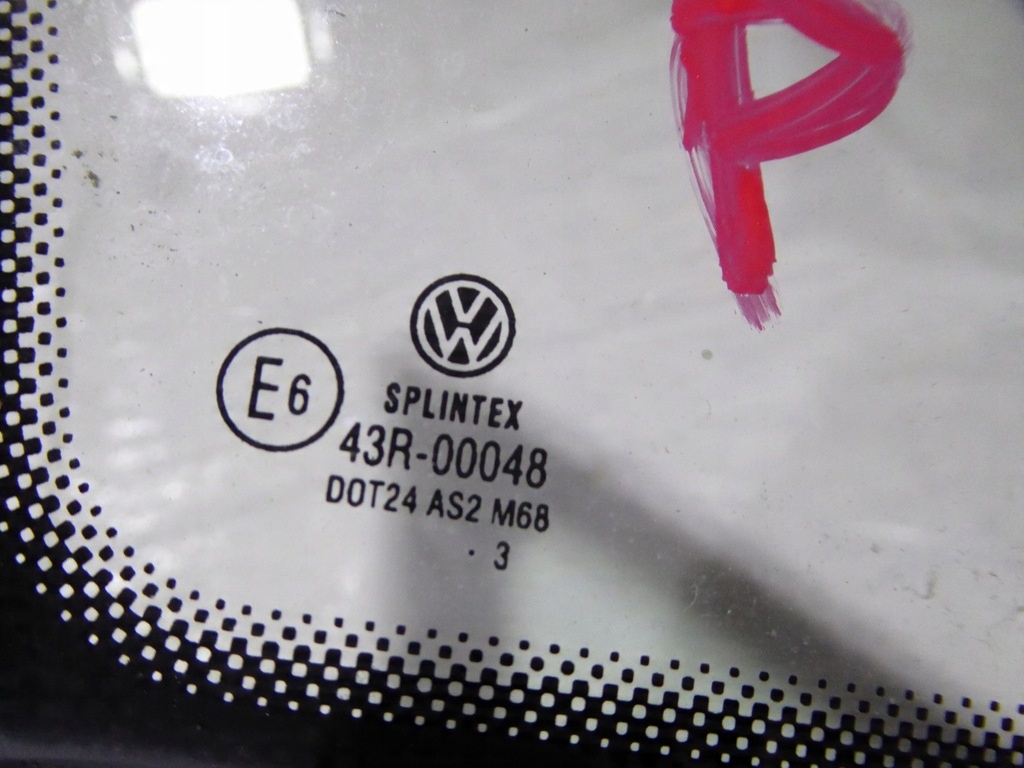 P
E6
SPLINTEX
43R-00048
DOT24 AS2 M68
· 3